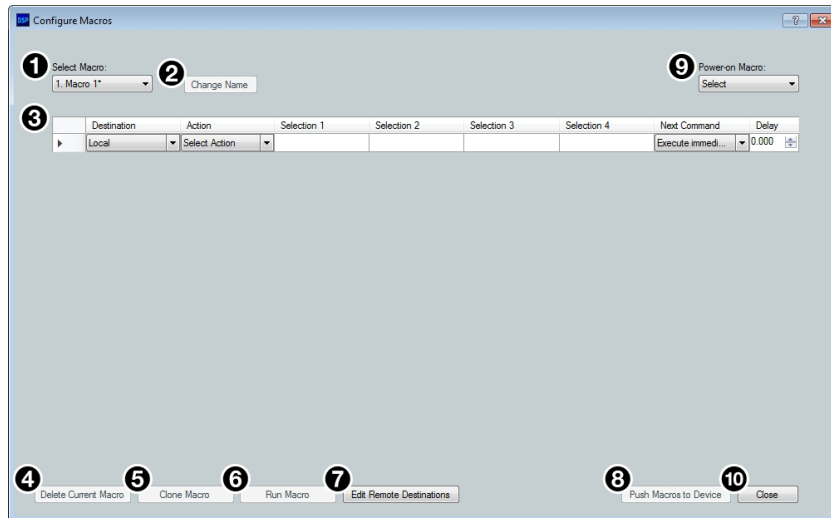 DSP Configure Macros
1 Select Macro:
1. Macro 1*
2 Change Name
9 Power-on Macro:
Select
3 Destination Action Selection 1 Selection 2 Selection 3 Selection 4 Next Command Delay
Local Select Action Execute immedi... 0.000
4 Delete Current Macro 5 Clone Macro 6 Run Macro 7 Edit Remote Destinations 8 Push Macros to Device 10 Close